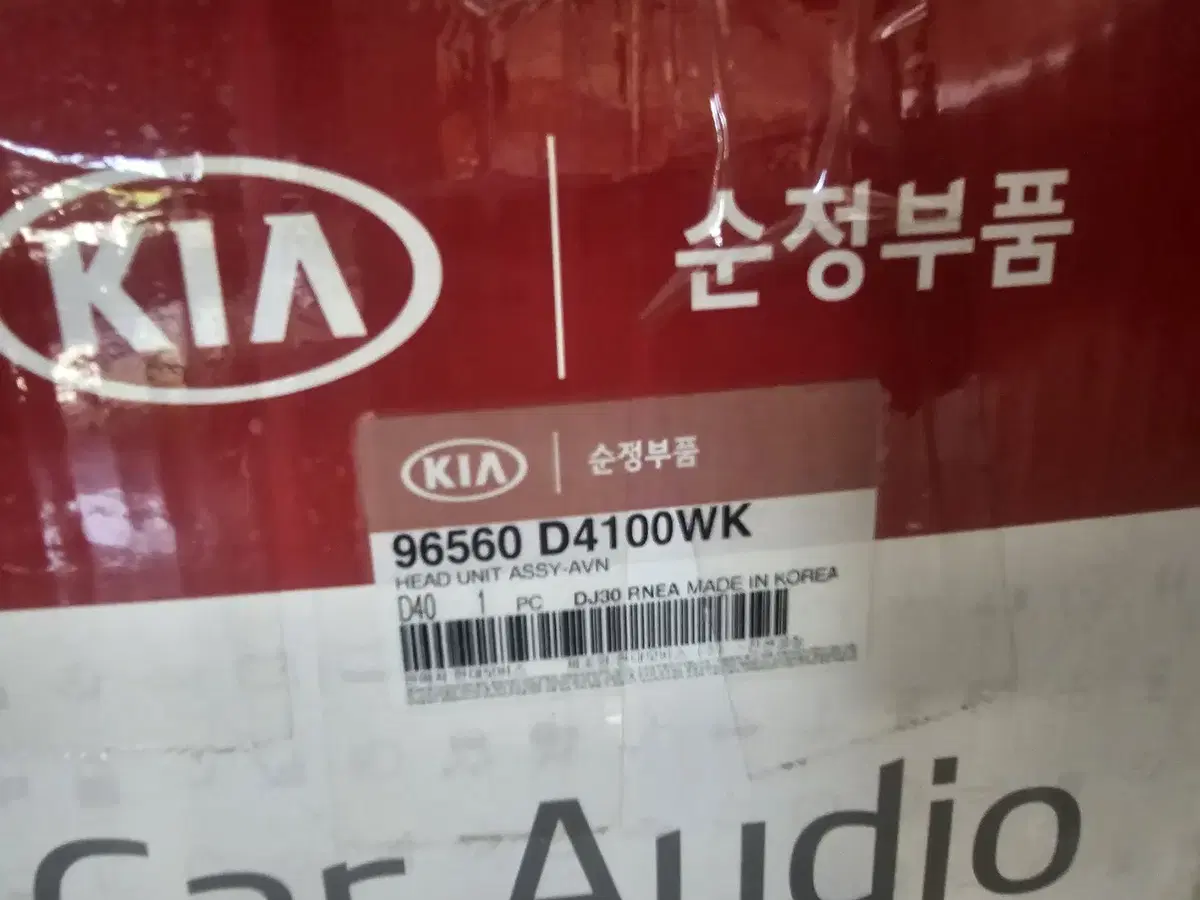 KIA 순정부품
KIA 순정부품
96560 D4100WK
HEAD UNIT ASSY-AVN
D40 1 PC DJ30 RNEA MADE IN KOREA
Car Audio